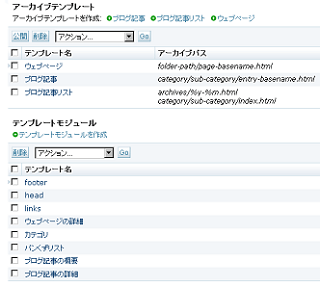 アーカイブテンプレート
アーカイブテンプレートを作成: ブログ記事 ブログ記事リスト ウェブページ
公開 削除 アクション... Go
テンプレート名 アーカイブパス
ウェブページ folder-path/page-basename.html
ブログ記事 category/sub-category/entry-basename.html
ブログ記事リスト archives/%y-%m.html
category/sub-category/index.html
テンプレートモジュール
テンプレートモジュールを作成
削除 アクション... Go
テンプレート名
footer
head
links
ウェブページの詳細
カテゴリ
パンくずリスト
ブログ記事の概要
ブログ記事の詳細